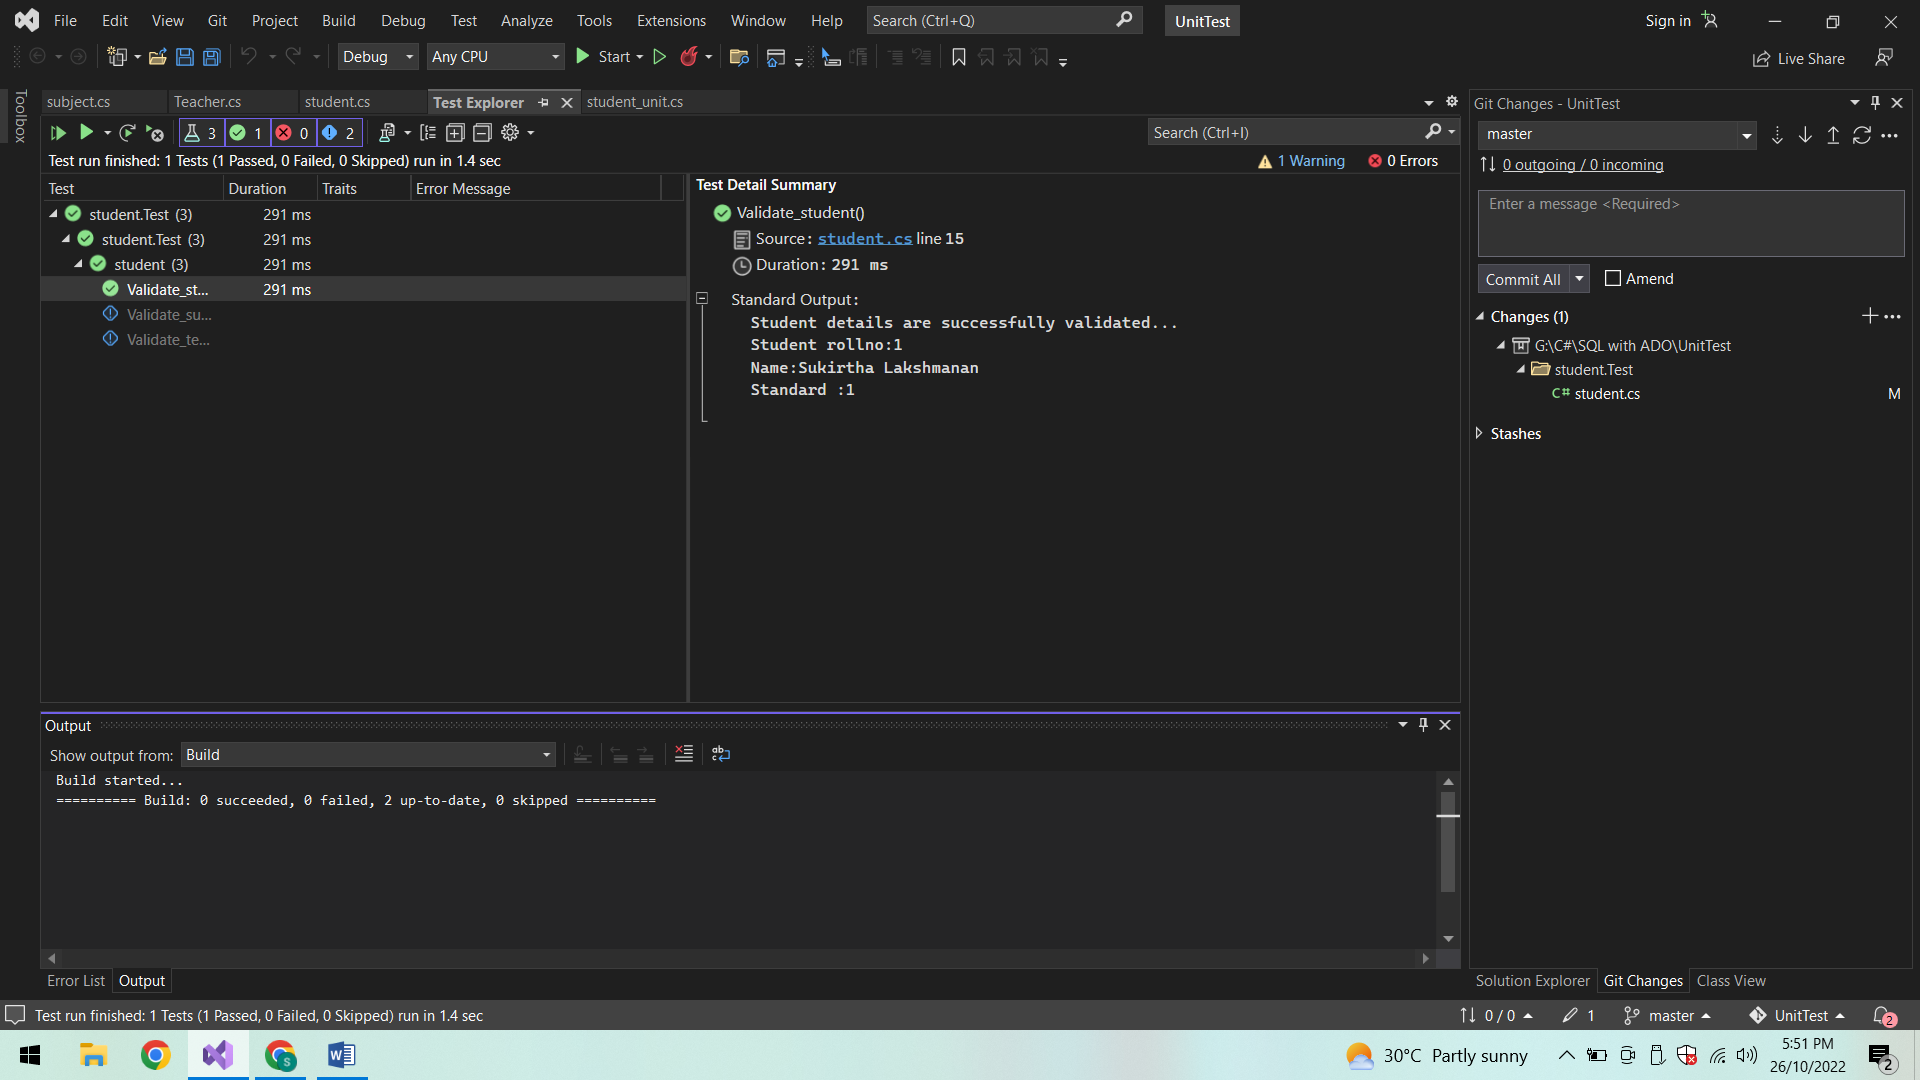 File Edit View Git Project Build Debug Test Analyze Tools Extensions Window Help Search (Ctrl+Q) UnitTest Sign in
Debug Any CPU Start Live Share
Toolbox
subject.cs Teacher.cs student.cs Test Explorer student_unit.cs
3 1 0 2 Search (Ctrl+I)
Test run finished: 1 Tests (1 Passed, 0 Failed, 0 Skipped) run in 1.4 sec 1 Warning 0 Errors
Test Duration Traits Error Message
student.Test (3) 291 ms
student.Test (3) 291 ms
student (3) 291 ms
Validate_st... 291 ms
Validate_su...
Validate_te...
Test Detail Summary
Validate_student()
Source: student.cs line 15
Duration: 291 ms
Standard Output:
Student details are successfully validated...
Student rollno:1
Name:Sukirtha Lakshmanan
Standard :1
Git Changes - UnitTest
master
0 outgoing / 0 incoming
Enter a message <Required>
Commit All Amend
Changes (1)
G:\C#\SQL with ADO\UnitTest
student.Test
C# student.cs M
Stashes
Output
Show output from: Build
Build started...
========== Build: 0 succeeded, 0 failed, 2 up-to-date, 0 skipped ==========
Error List Output
Solution Explorer Git Changes Class View
Test run finished: 1 Tests (1 Passed, 0 Failed, 0 Skipped) run in 1.4 sec 0 / 0 1 master UnitTest 2
30°C Partly sunny
5:51 PM
26/10/2022
2